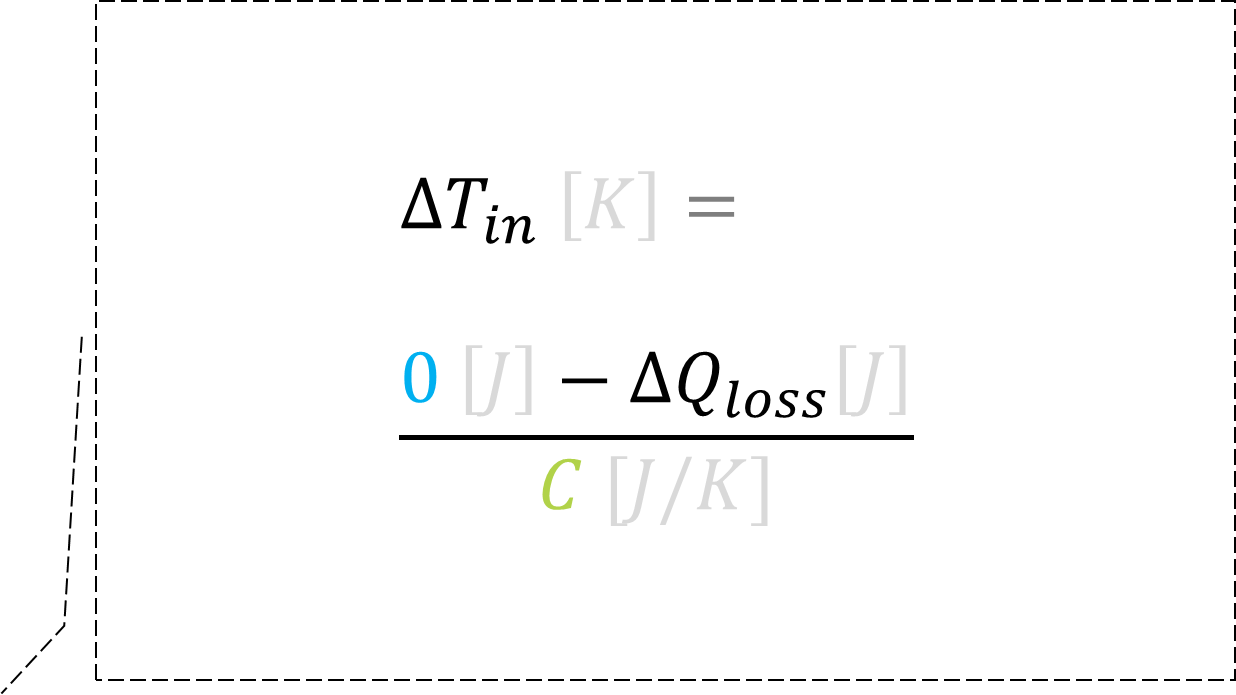 ΔT_in [K] =
0 [J] − ΔQ_loss [J]
C [J/K]